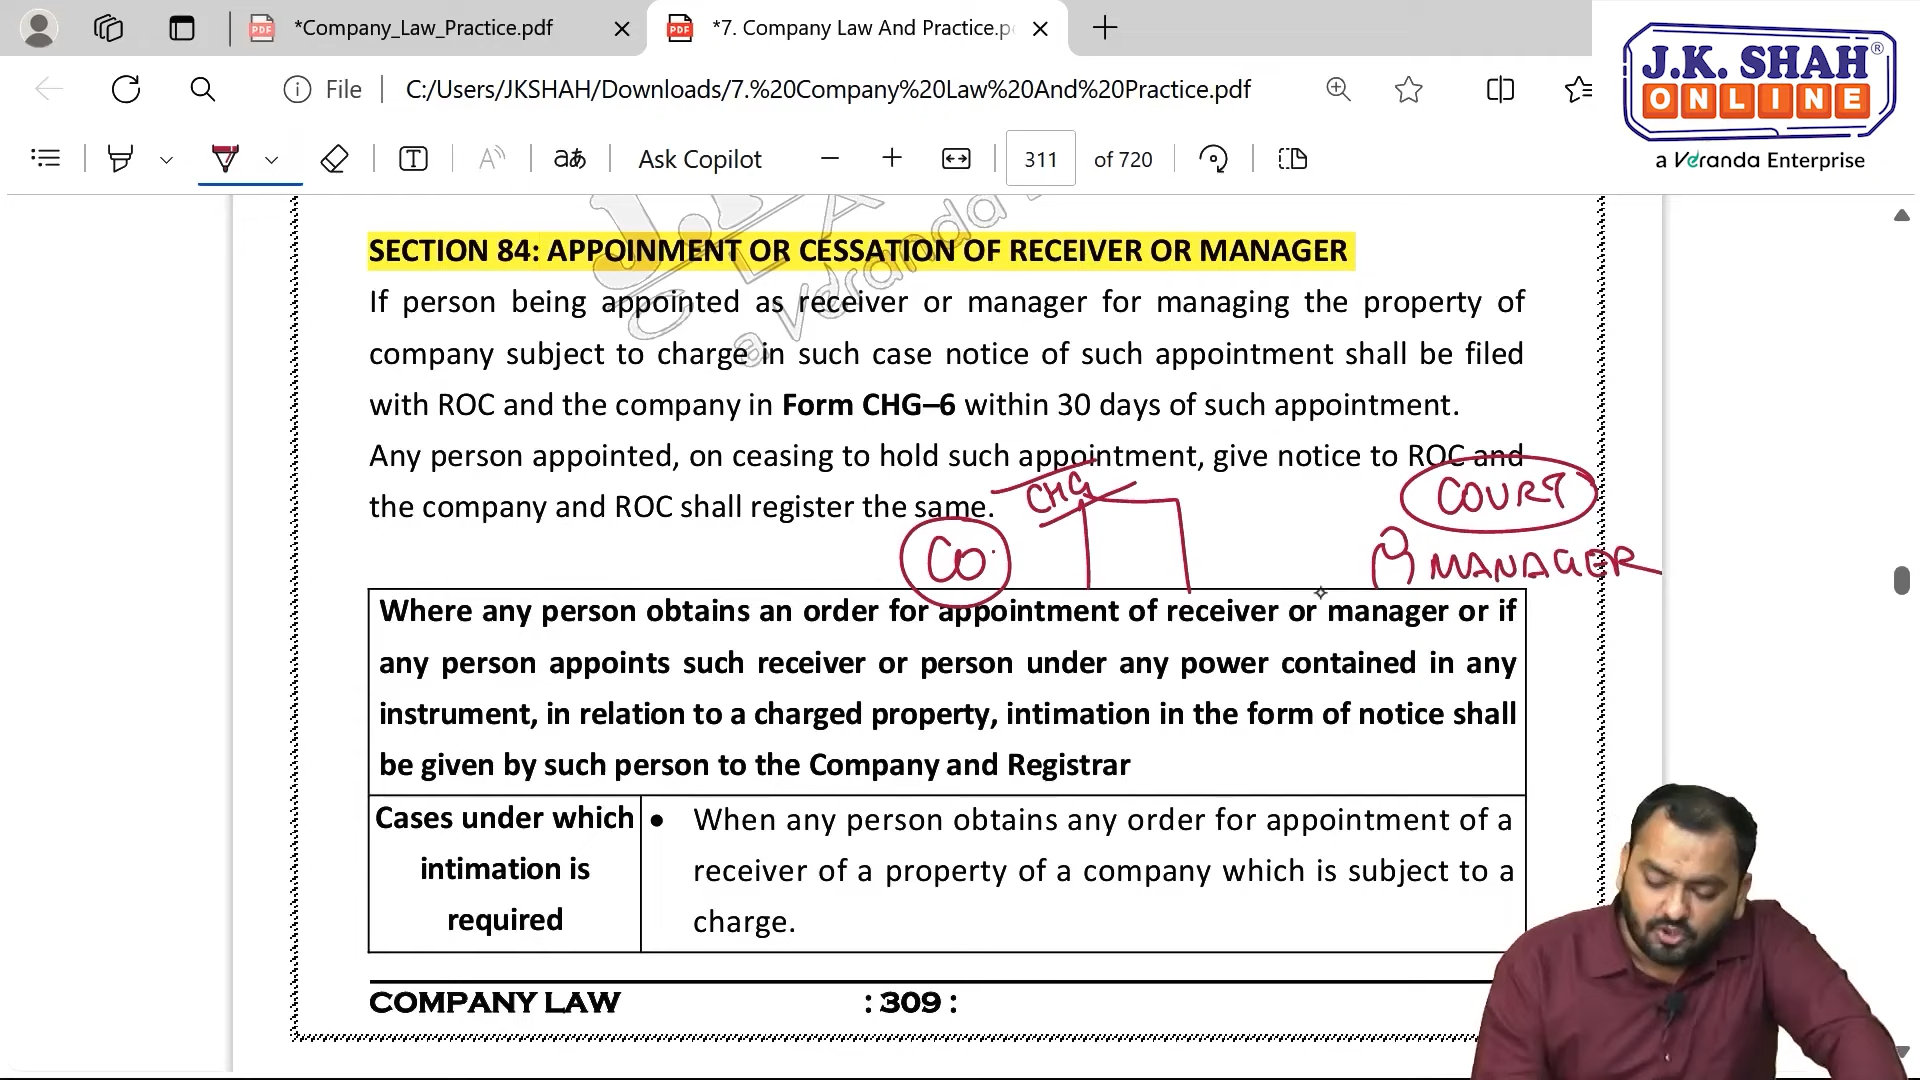 *Company_Law_Practice.pdf
*7. Company Law And Practice.p
File
C:/Users/JKSHAH/Downloads/7.%20Company%20Law%20And%20Practice.pdf
J.K. SHAH®
ONLINE
a Veranda Enterprise
Ask Copilot
311 of 720
SECTION 84: APPOINMENT OR CESSATION OF RECEIVER OR MANAGER
If person being appointed as receiver or manager for managing the property of
company subject to charge in such case notice of such appointment shall be filed
with ROC and the company in Form CHG–6 within 30 days of such appointment.
Any person appointed, on ceasing to hold such appointment, give notice to ROC and
the company and ROC shall register the same.
CHG
COURT
CO
MANAGER
Where any person obtains an order for appointment of receiver or manager or if
any person appoints such receiver or person under any power contained in any
instrument, in relation to a charged property, intimation in the form of notice shall
be given by such person to the Company and Registrar
Cases under which
intimation is
required
• When any person obtains any order for appointment of a
receiver of a property of a company which is subject to a
charge.
COMPANY LAW
: 309 :
a Veranda